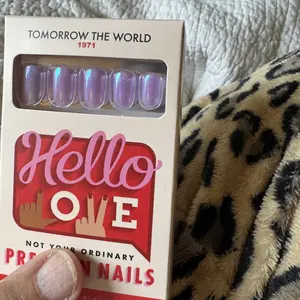 TOMORROW THE WORLD
1971
Hello
LOVE
NOT YOUR ORDINARY
NAILS